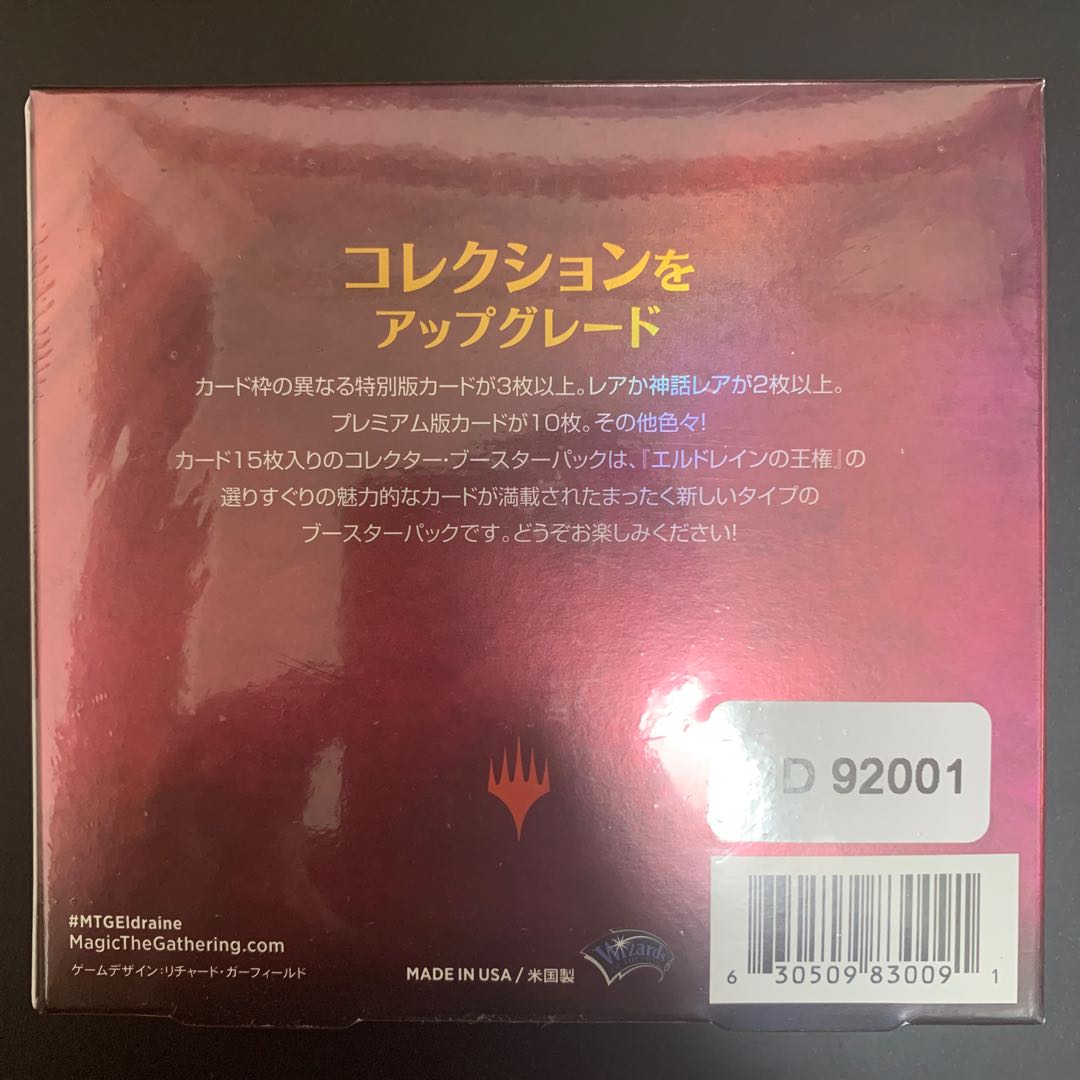 コレクションを
アップグレード
カード枠の異なる特別版カードが3枚以上。レアか神話レアが2枚以上。
プレミアム版カードが10枚。その他色々!
カード15枚入りのコレクター・ブースターパックは、『エルドレインの王権』の
選りすぐりの魅力的なカードが満載されたまったく新しいタイプの
ブースターパックです。どうぞお楽しみください!
D 92001
#MTGEldraine
MagicTheGathering.com
ゲームデザイン:リチャード・ガーフィールド
MADE IN USA / 米国製
Wizards
6 30509 83009 1